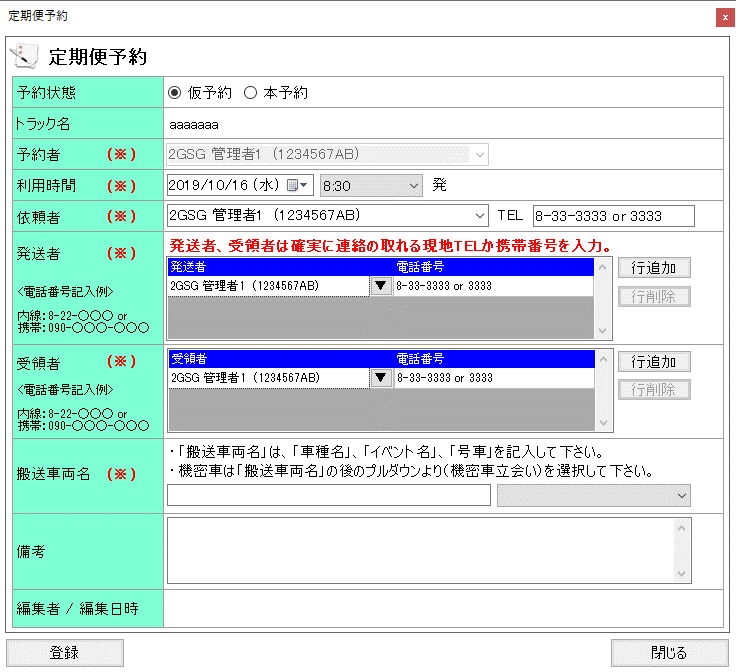 定期便予約
x
定期便予約
予約状態 仮予約 本予約
トラック名 aaaaaaa
予約者 (※) 2GSG 管理者1 (1234567AB)
利用時間 (※) 2019/10/16 (水) 8:30 発
依頼者 (※) 2GSG 管理者1 (1234567AB) TEL 8-33-3333 or 3333
発送者 (※)
<電話番号記入例>
内線:8-22-〇〇〇 or
携帯:090-〇〇〇-〇〇〇
発送者、受領者は確実に連絡の取れる現地TELか携帯番号を入力。
発送者 電話番号
2GSG 管理者1 (1234567AB) ▼ 8-33-3333 or 3333
行追加
行削除
受領者 (※)
<電話番号記入例>
内線:8-22-〇〇〇 or
携帯:090-〇〇〇-〇〇〇
受領者 電話番号
2GSG 管理者1 (1234567AB) ▼ 8-33-3333 or 3333
行追加
行削除
搬送車両名 (※)
・「搬送車両名」は、「車種名」、「イベント名」、「号車」を記入して下さい。
・機密車は「搬送車両名」の後のプルダウンより(機密車立会い)を選択して下さい。
備考
編集者 / 編集日時
登録 閉じる